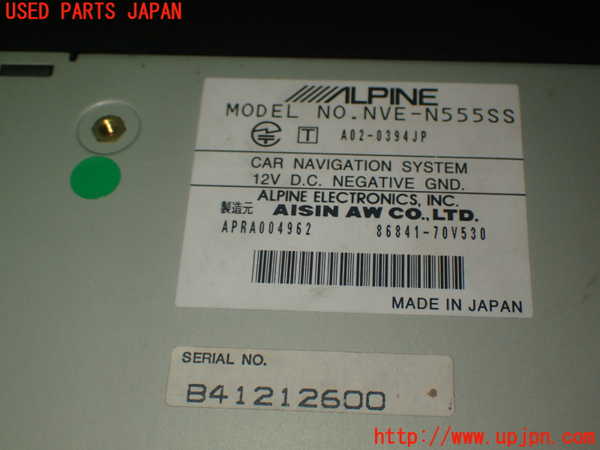 USED PARTS JAPAN
ALPINE
MODEL NO.NVE-N555SS
T A02-0394JP
CAR NAVIGATION SYSTEM
12V D.C. NEGATIVE GND.
ALPINE ELECTRONICS, INC.
製造元 AISIN AW CO.,LTD.
APRA004962 86841-70V530
MADE IN JAPAN
SERIAL NO.
B41212600
http://www.upjpn.com